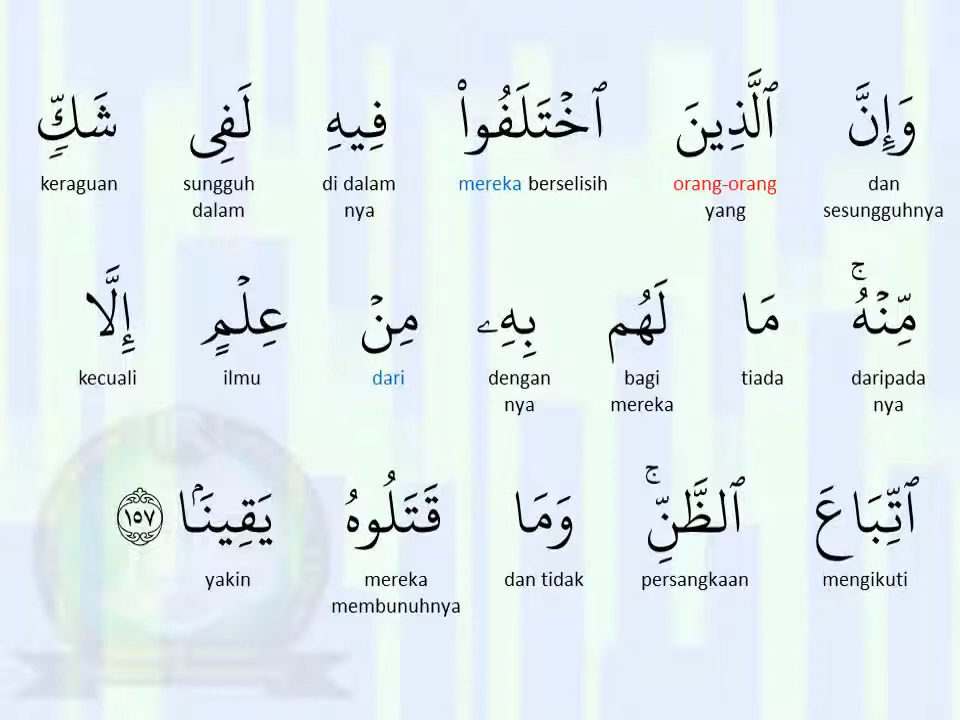 وَإِنَّ ٱلَّذِينَ ٱخۡتَلَفُواْ فِيهِ لَفِى شَكٍّ
dan sesungguhnya orang-orang yang mereka berselisih di dalam nya sungguh dalam keraguan
مِّنۡهُۚ مَا لَهُم بِهِۦ مِنۡ عِلۡمٍ إِلَّا
daripada nya tiada bagi mereka dengan nya dari ilmu kecuali
ٱتِّبَاعَ ٱلظَّنِّۚ وَمَا قَتَلُوهُ يَقِينَۢا ١٥٧
mengikuti persangkaan dan tidak mereka membunuhnya yakin